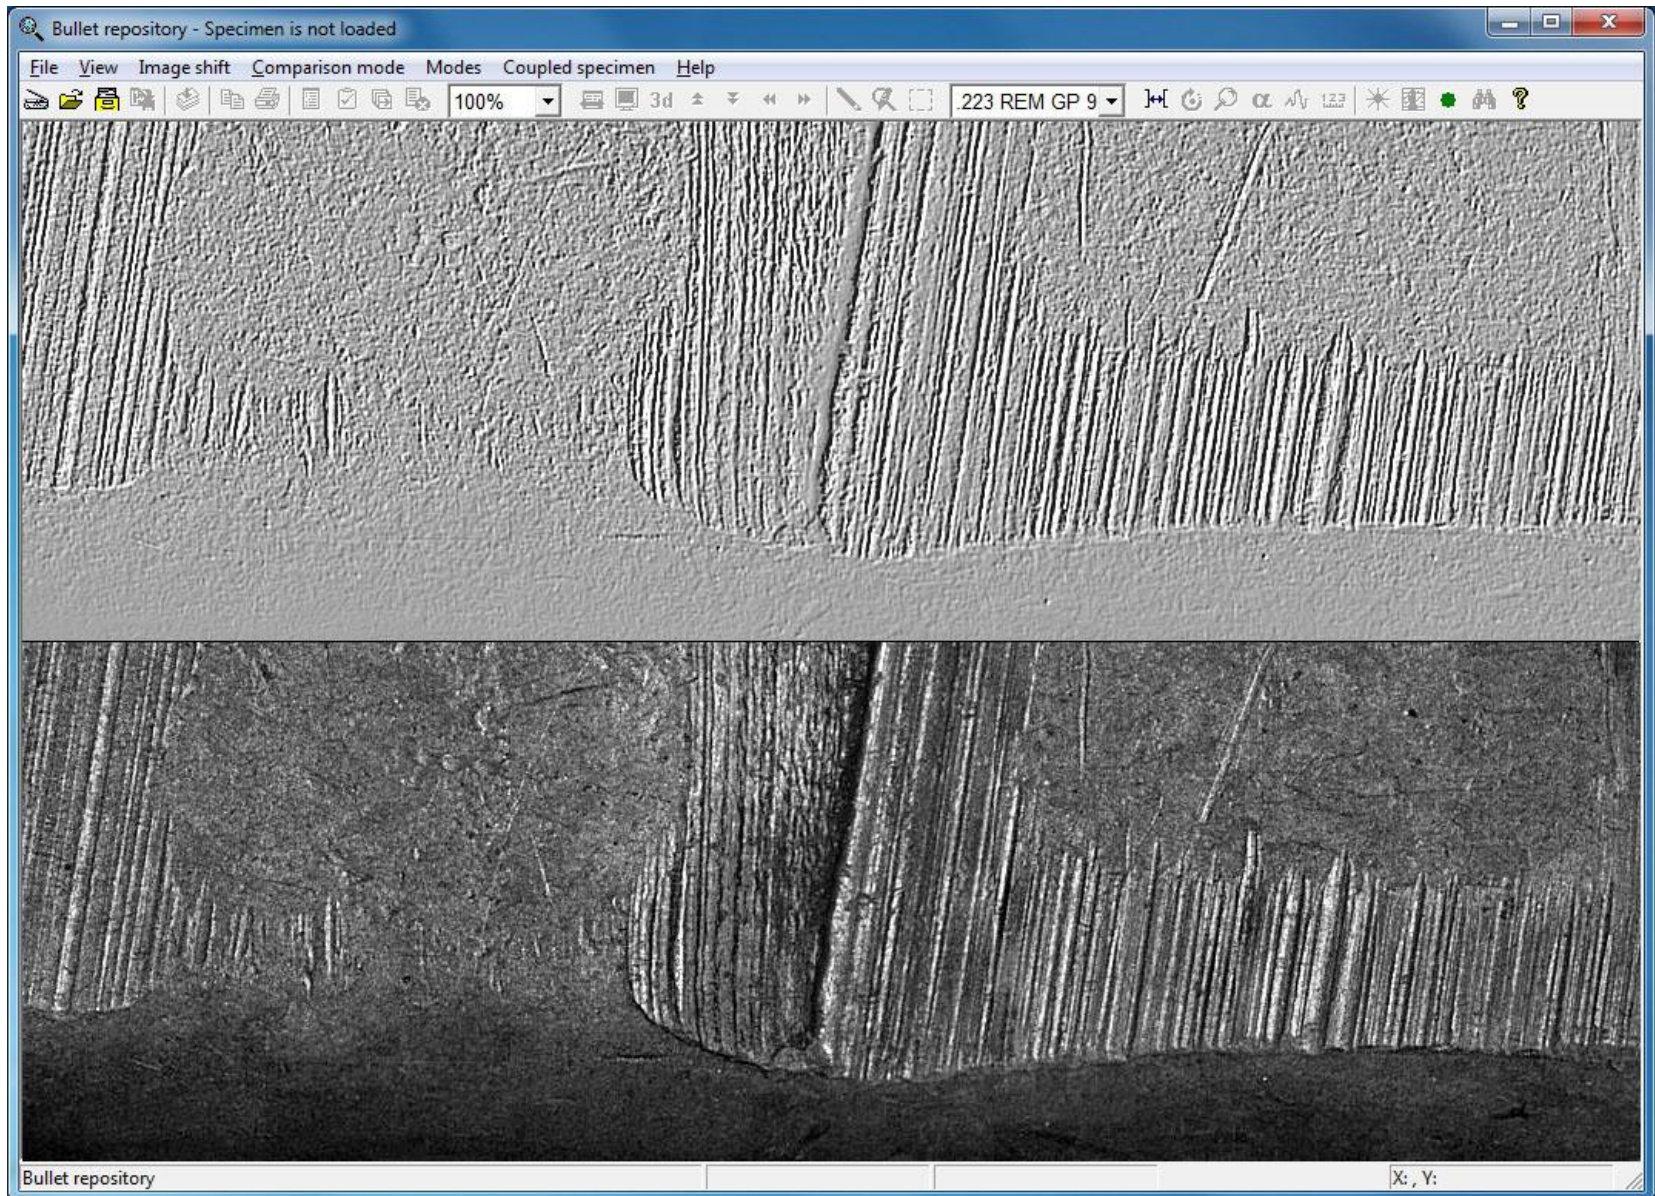 Bullet repository - Specimen is not loaded
File View Image shift Comparison mode Modes Coupled specimen Help
100% 3d .223 REM GP 9 α 123 ?
Bullet repository X: , Y: